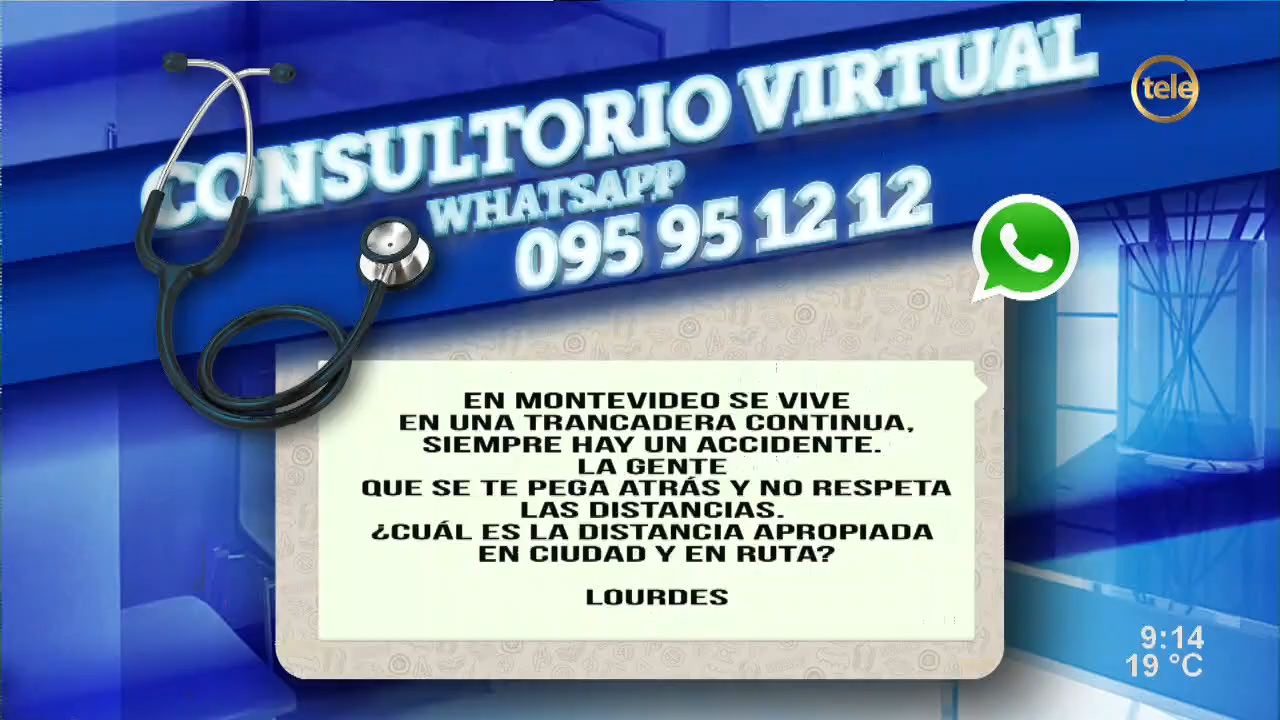 CONSULTORIO VIRTUAL
tele
WHATSAPP
095 95 12 12
EN MONTEVIDEO SE VIVE
EN UNA TRANCADERA CONTINUA,
SIEMPRE HAY UN ACCIDENTE.
LA GENTE
QUE SE TE PEGA ATRÁS Y NO RESPETA
LAS DISTANCIAS.
¿CUÁL ES LA DISTANCIA APROPIADA
EN CIUDAD Y EN RUTA?
LOURDES
9:14
19 °C